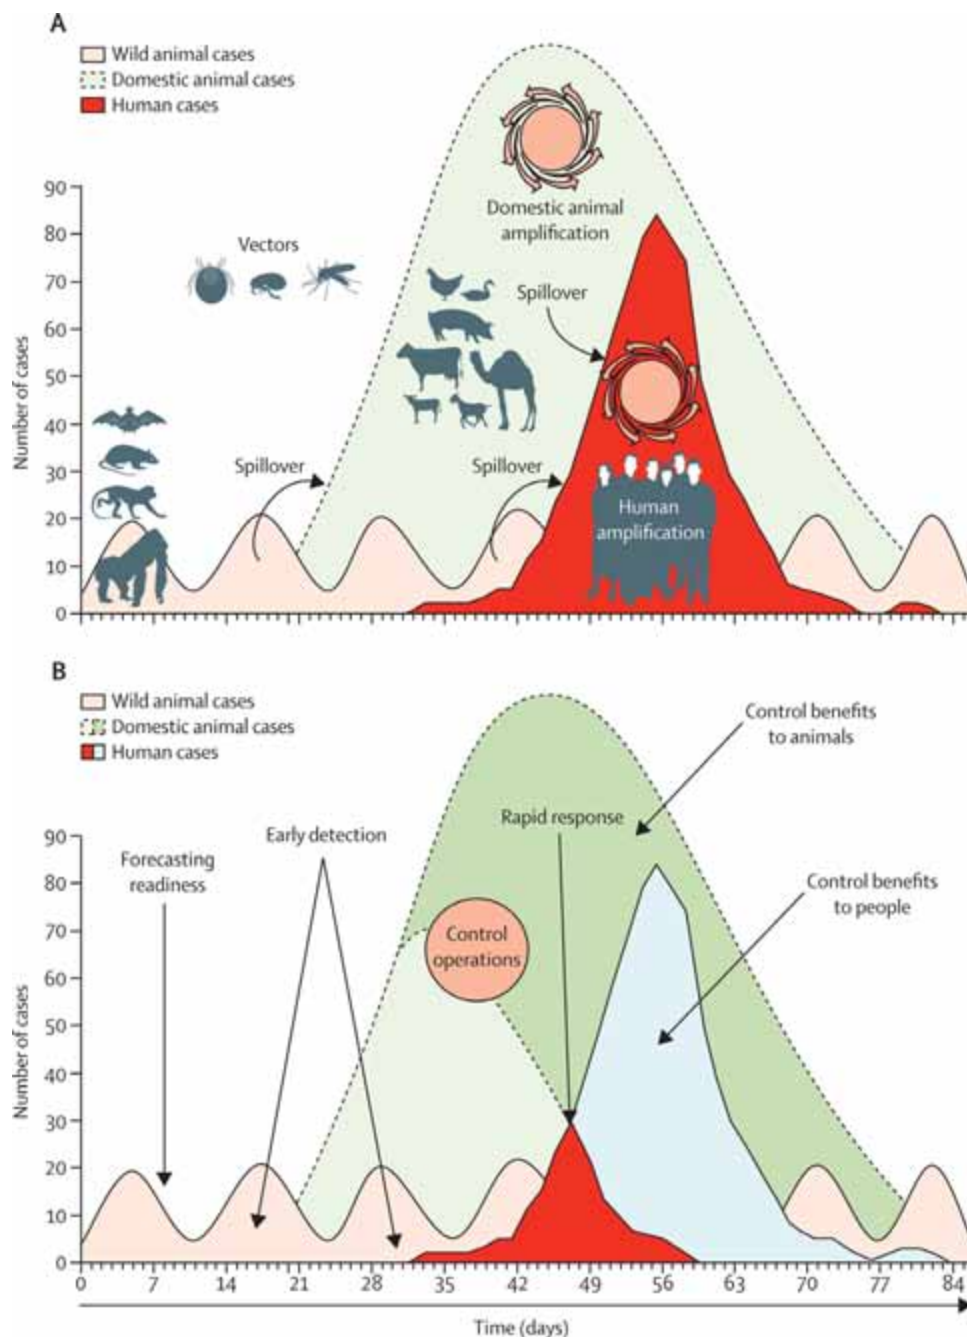 A
Wild animal cases
Domestic animal cases
Human cases
90
80
70
60
50
40
30
20
10
0
Number of cases
Vectors
Domestic animal
amplification
Spillover
Spillover
Spillover
Human
amplification
B
Wild animal cases
Domestic animal cases
Human cases
Control benefits
to animals
Rapid response
Early detection
Forecasting
readiness
Control benefits
to people
Control
operations
90
80
70
60
50
40
30
20
10
0
Number of cases
0 7 14 21 28 35 42 49 56 63 70 77 84
Time (days)